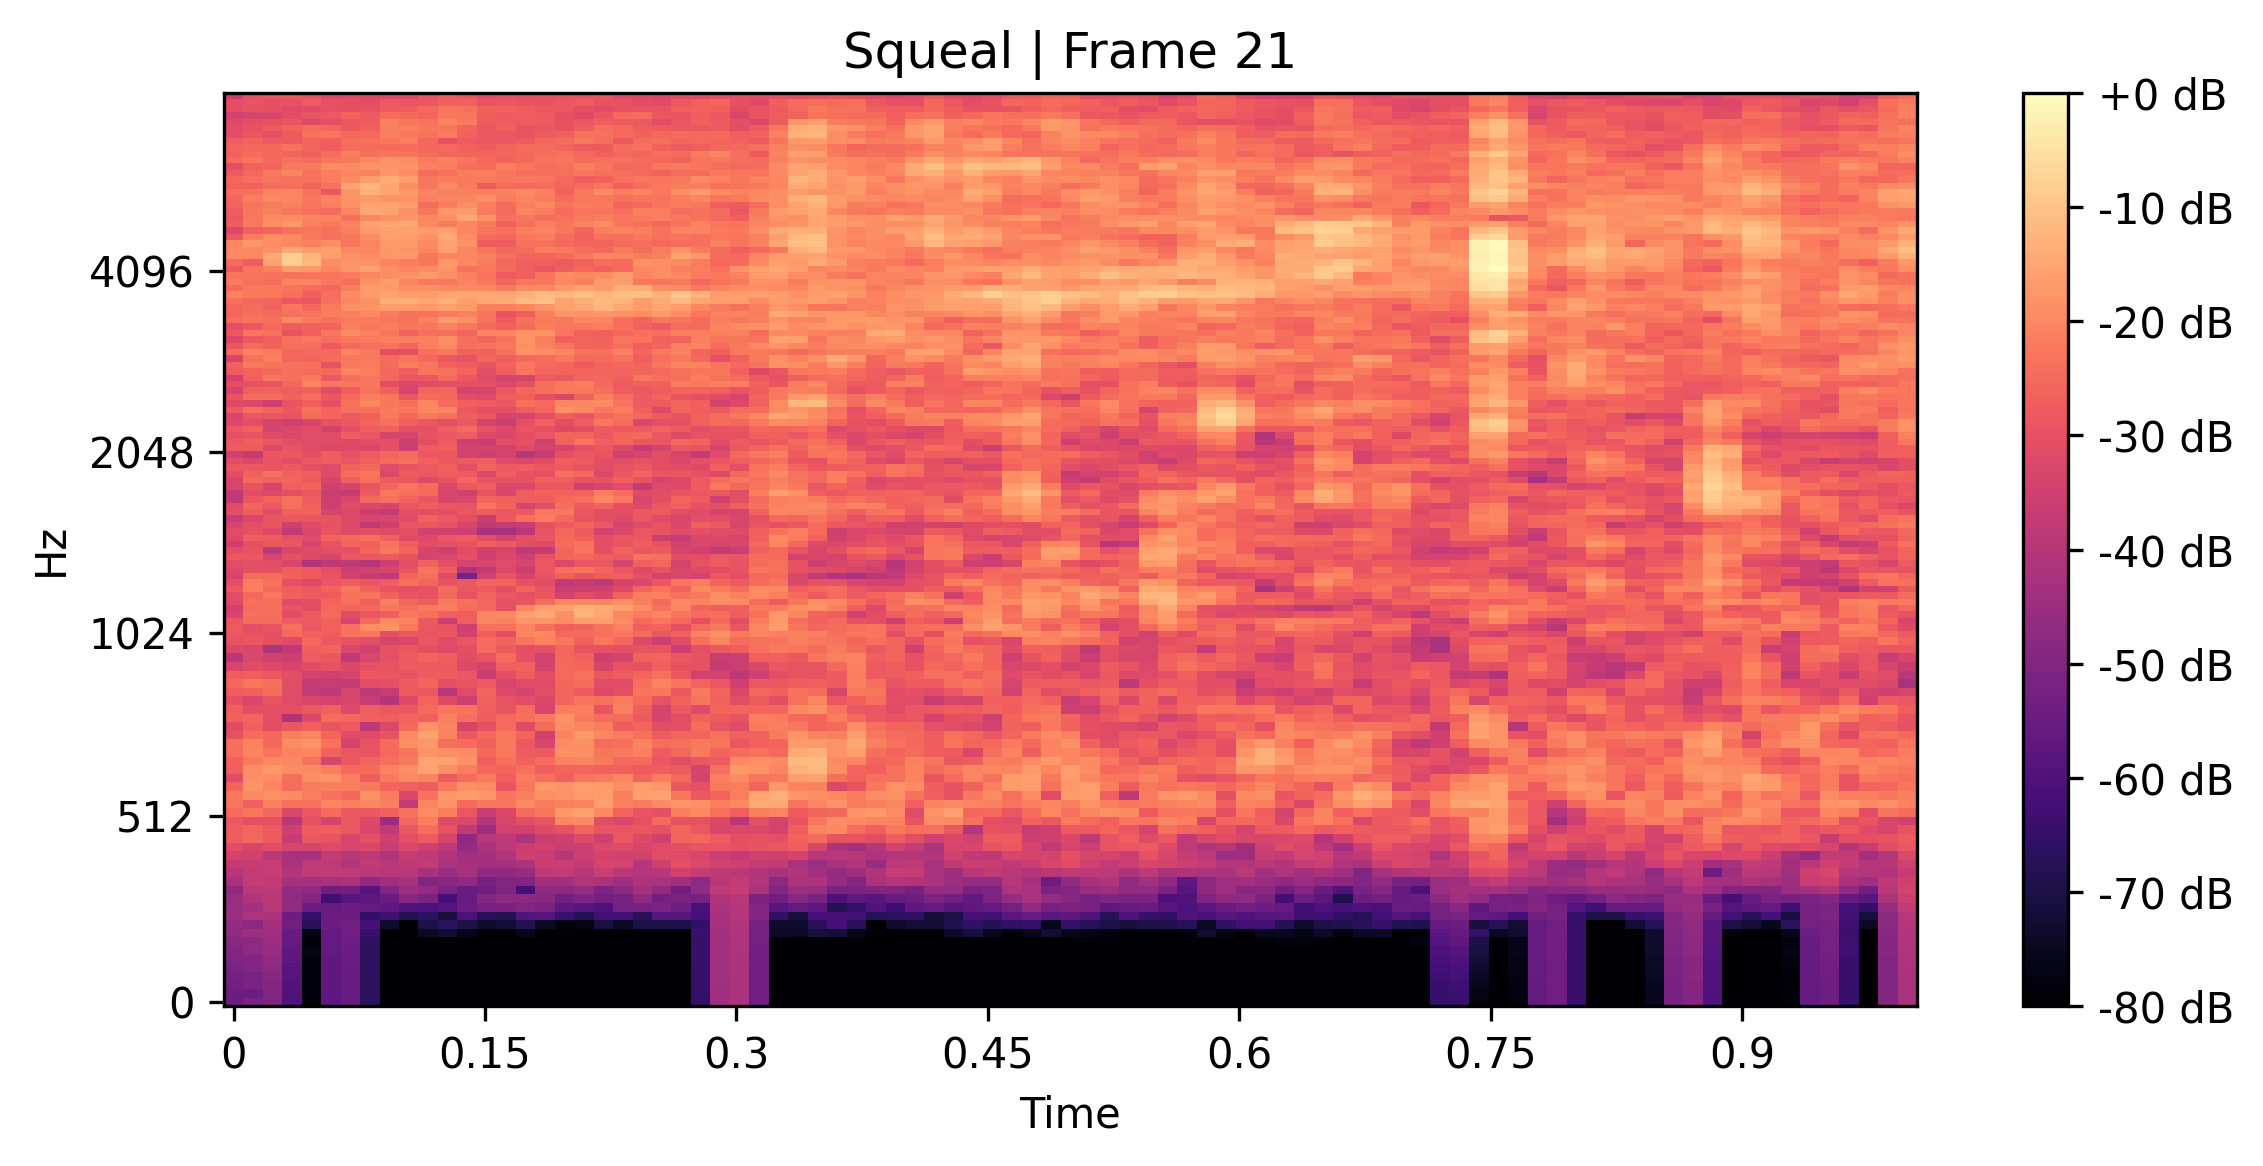 Squeal | Frame 21
+0 dB
-10 dB
4096
-20 dB
2048
-30 dB
Hz
-40 dB
1024
-50 dB
512
-60 dB
-70 dB
0
-80 dB
0
0.15
0.3
0.45
0.6
0.75
0.9
Time